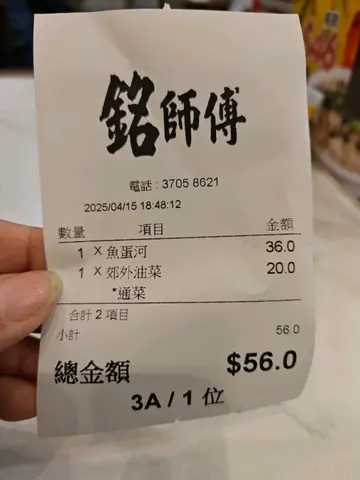 銘師傅
電話 : 3705 8621
2025/04/15 18:48:12
數量 項目 金額
1 × 魚蛋河 36.0
1 × 郊外油菜 20.0
*通菜
合計 2 項目
小計 56.0
總金額 $56.0
3A / 1 位